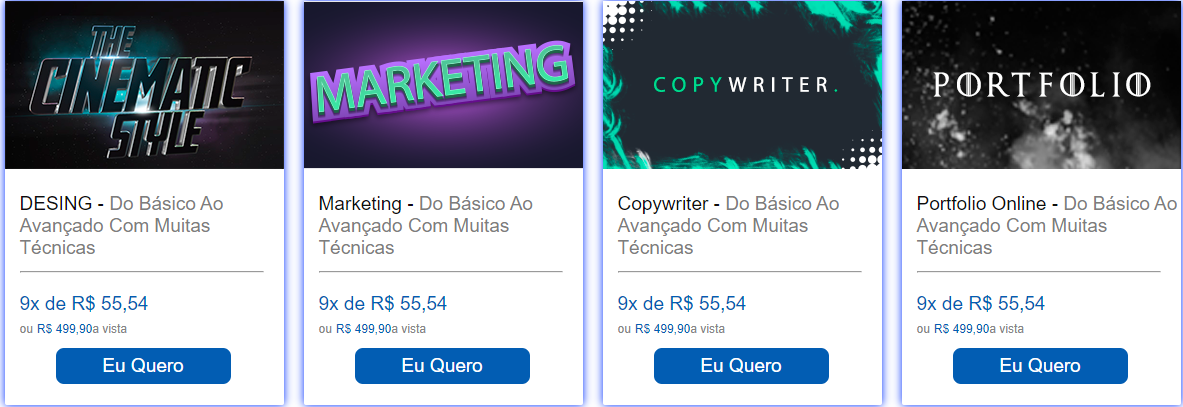 THE
CINEMATIC
STYLE
DESING - Do Básico Ao
Avançado Com Muitas
Técnicas
9x de R$ 55,54
ou R$ 499,90a vista
Eu Quero
MARKETING
Marketing - Do Básico Ao
Avançado Com Muitas
Técnicas
9x de R$ 55,54
ou R$ 499,90a vista
Eu Quero
COPYWRITER.
Copywriter - Do Básico Ao
Avançado Com Muitas
Técnicas
9x de R$ 55,54
ou R$ 499,90a vista
Eu Quero
PORTFOLIO
Portfolio Online - Do Básico Ao
Avançado Com Muitas
Técnicas
9x de R$ 55,54
ou R$ 499,90a vista
Eu Quero